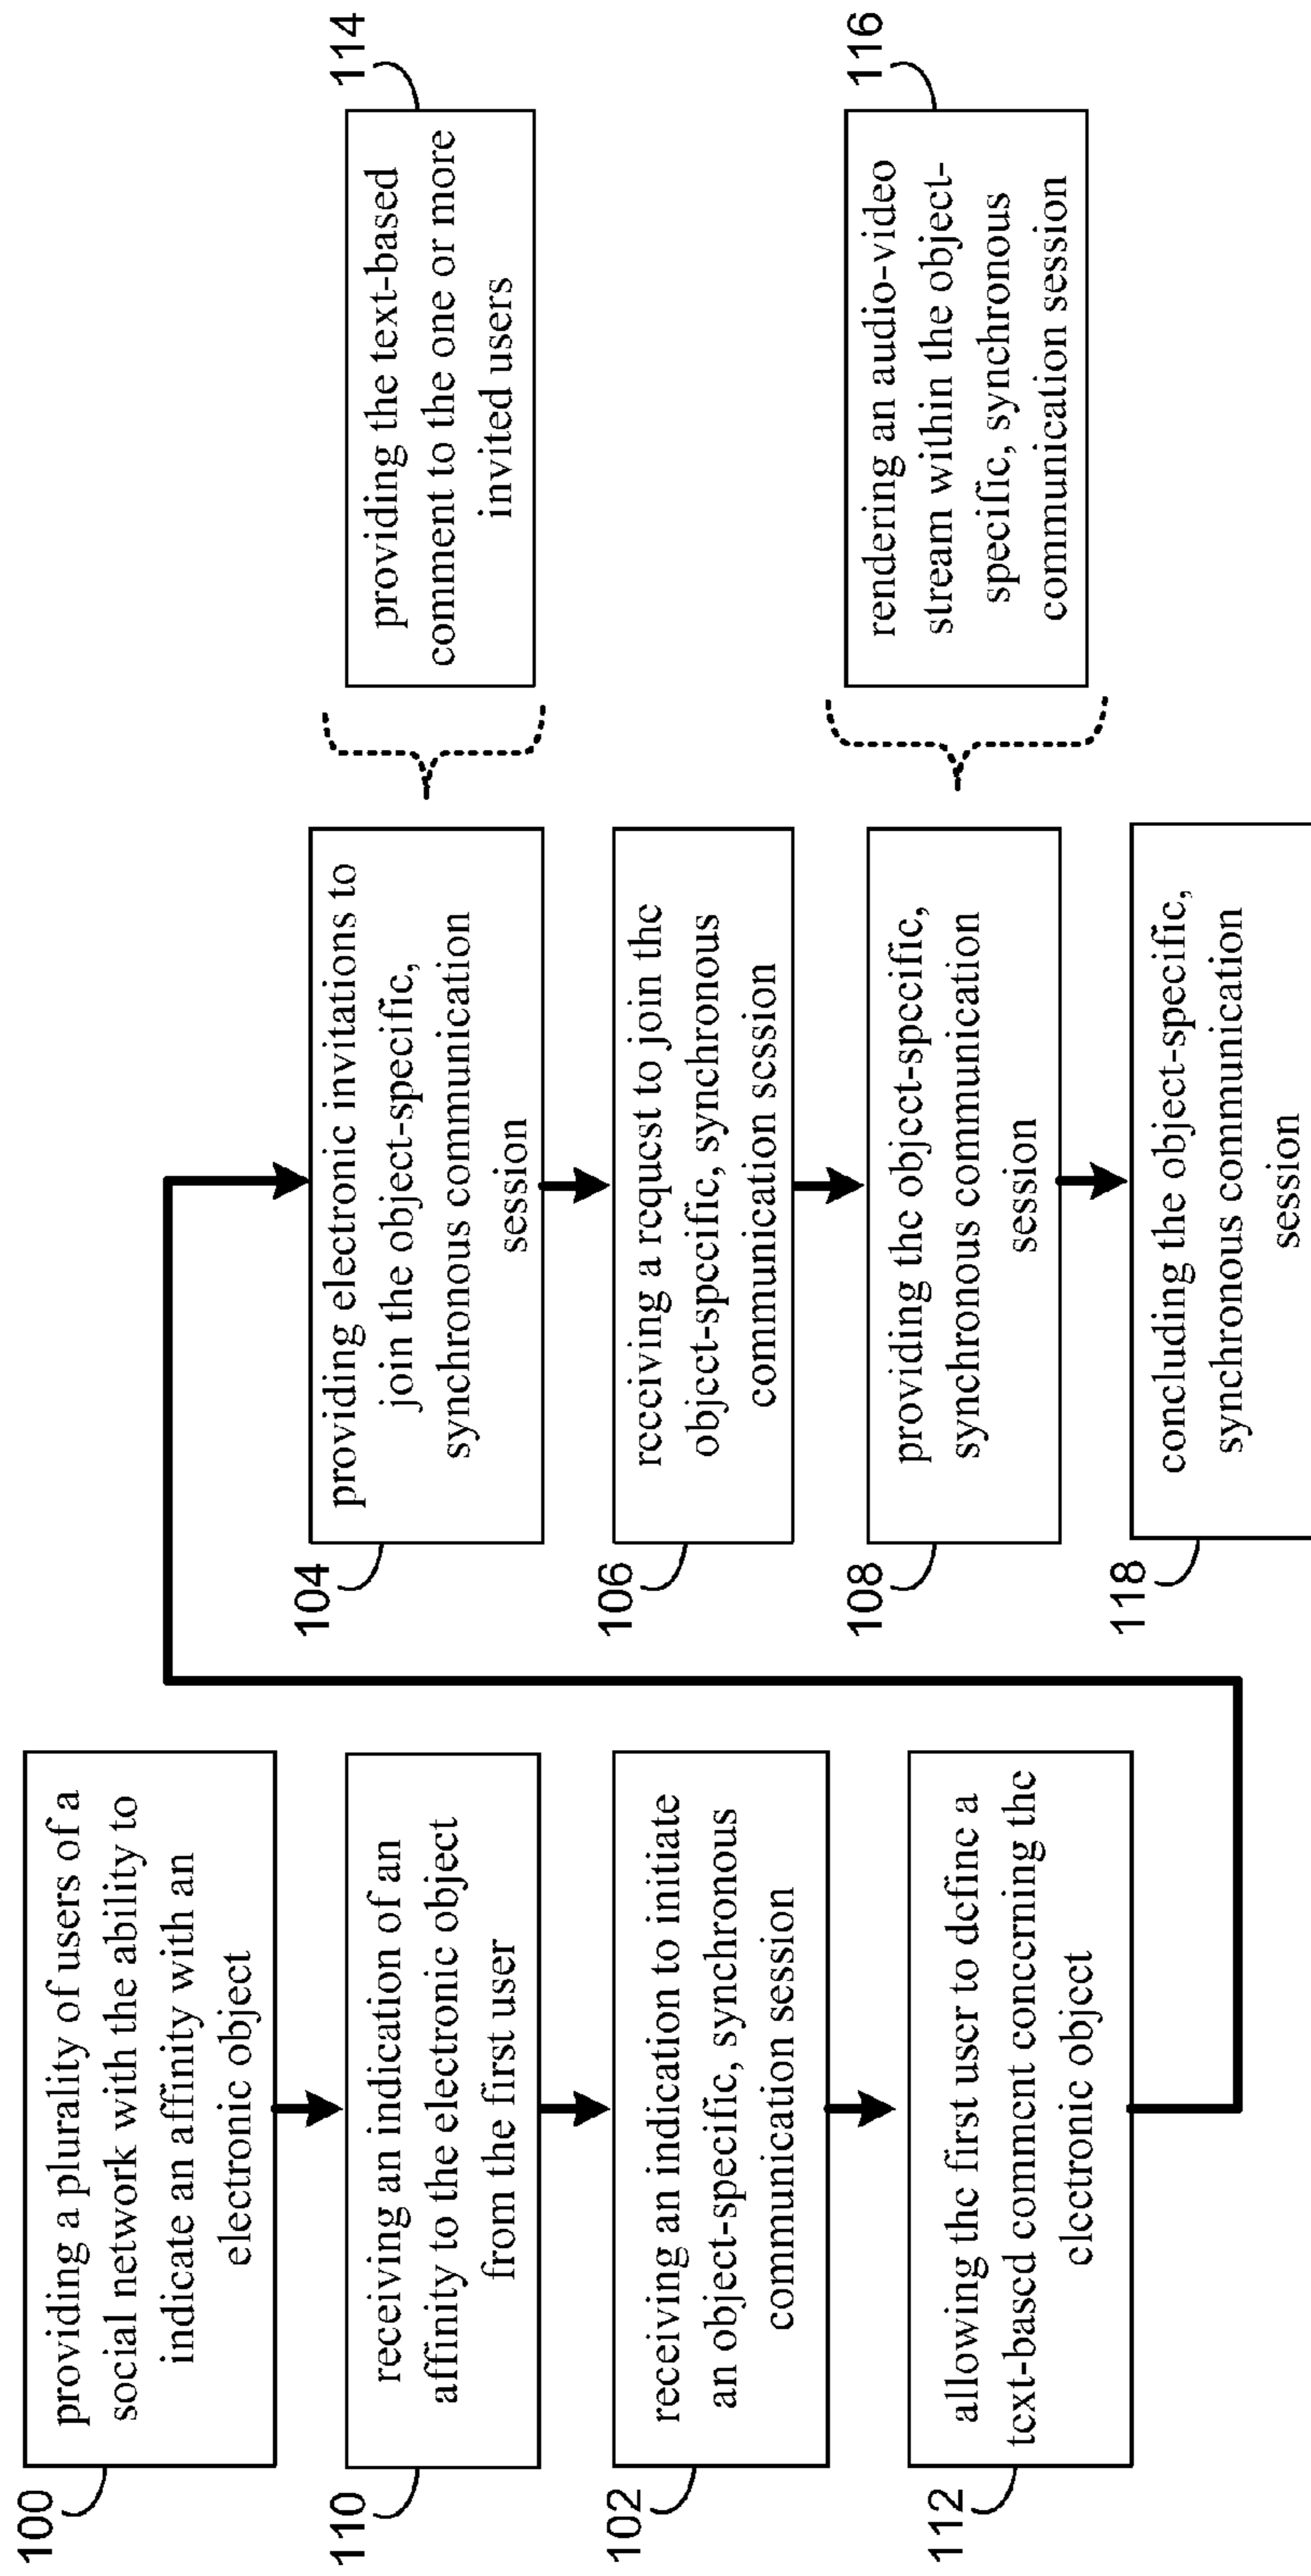 100
providing a plurality of users of a
social network with the ability to
indicate an affinity with an
electronic object
110
receiving an indication of an
affinity to the electronic object
from the first user
102
receiving an indication to initiate
an object-specific, synchronous
communication session
112
allowing the first user to define a
text-based comment concerning the
electronic object
104
providing electronic invitations to
join the object-specific,
synchronous communication
session
114
providing the text-based
comment to the one or more
invited users
106
receiving a request to join the
object-specific, synchronous
communication session
108
providing the object-specific,
synchronous communication
session
116
rendering an audio-video
stream within the object-
specific, synchronous
communication session
118
concluding the object-specific,
synchronous communication
session